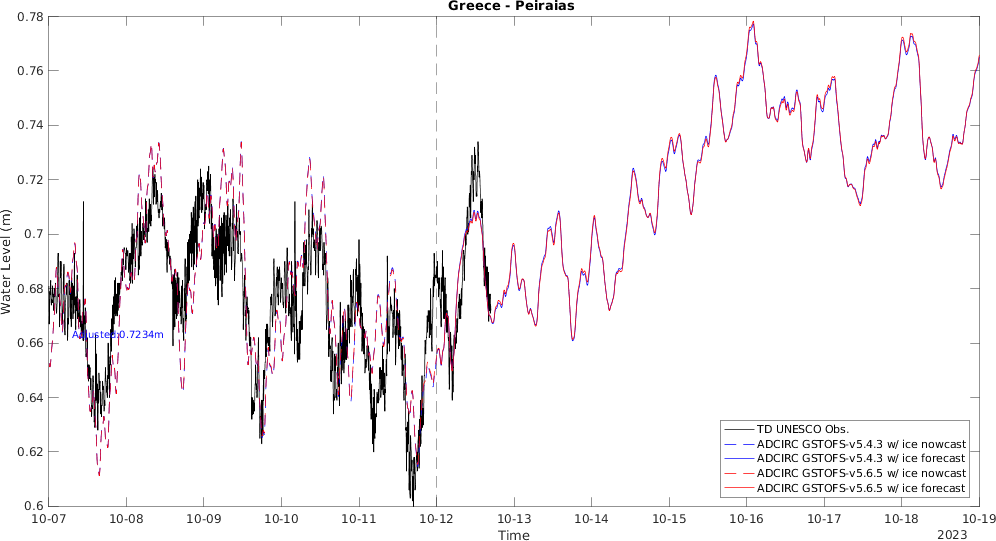 Greece - Peiraias
0.78
0.76
0.74
0.72
0.7
0.68
0.66
0.64
0.62
0.6
Water Level (m)
Adjusted:0.7234m
TD UNESCO Obs.
ADCIRC GSTOFS-v5.4.3 w/ ice nowcast
ADCIRC GSTOFS-v5.4.3 w/ ice forecast
ADCIRC GSTOFS-v5.6.5 w/ ice nowcast
ADCIRC GSTOFS-v5.6.5 w/ ice forecast
10-07 10-08 10-09 10-10 10-11 10-12 10-13 10-14 10-15 10-16 10-17 10-18 10-19
Time
2023